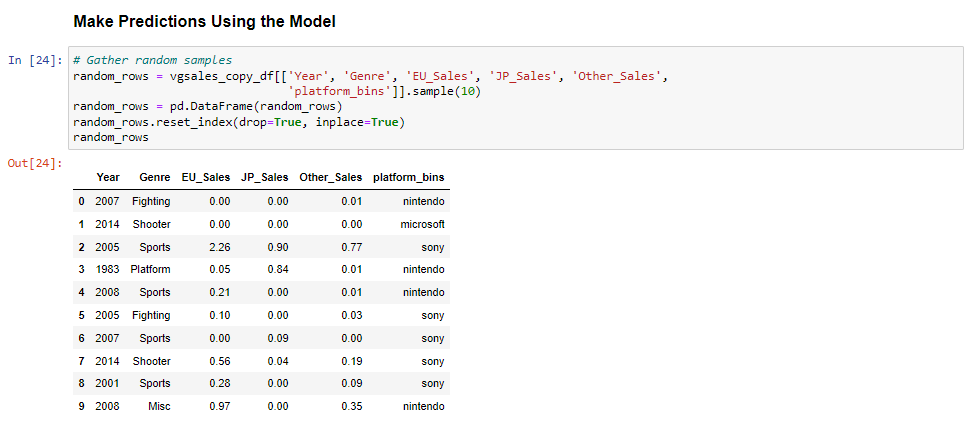 Make Predictions Using the Model
In [24]: # Gather random samples
random_rows = vgsales_copy_df[['Year', 'Genre', 'EU_Sales', 'JP_Sales', 'Other_Sales',
'platform_bins']].sample(10)
random_rows = pd.DataFrame(random_rows)
random_rows.reset_index(drop=True, inplace=True)
random_rows
Out[24]:
Year Genre EU_Sales JP_Sales Other_Sales platform_bins
0 2007 Fighting 0.00 0.00 0.01 nintendo
1 2014 Shooter 0.00 0.00 0.00 microsoft
2 2005 Sports 2.26 0.90 0.77 sony
3 1983 Platform 0.05 0.84 0.01 nintendo
4 2008 Sports 0.21 0.00 0.01 nintendo
5 2005 Fighting 0.10 0.00 0.03 sony
6 2007 Sports 0.00 0.09 0.00 sony
7 2014 Shooter 0.56 0.04 0.19 sony
8 2001 Sports 0.28 0.00 0.09 sony
9 2008 Misc 0.97 0.00 0.35 nintendo